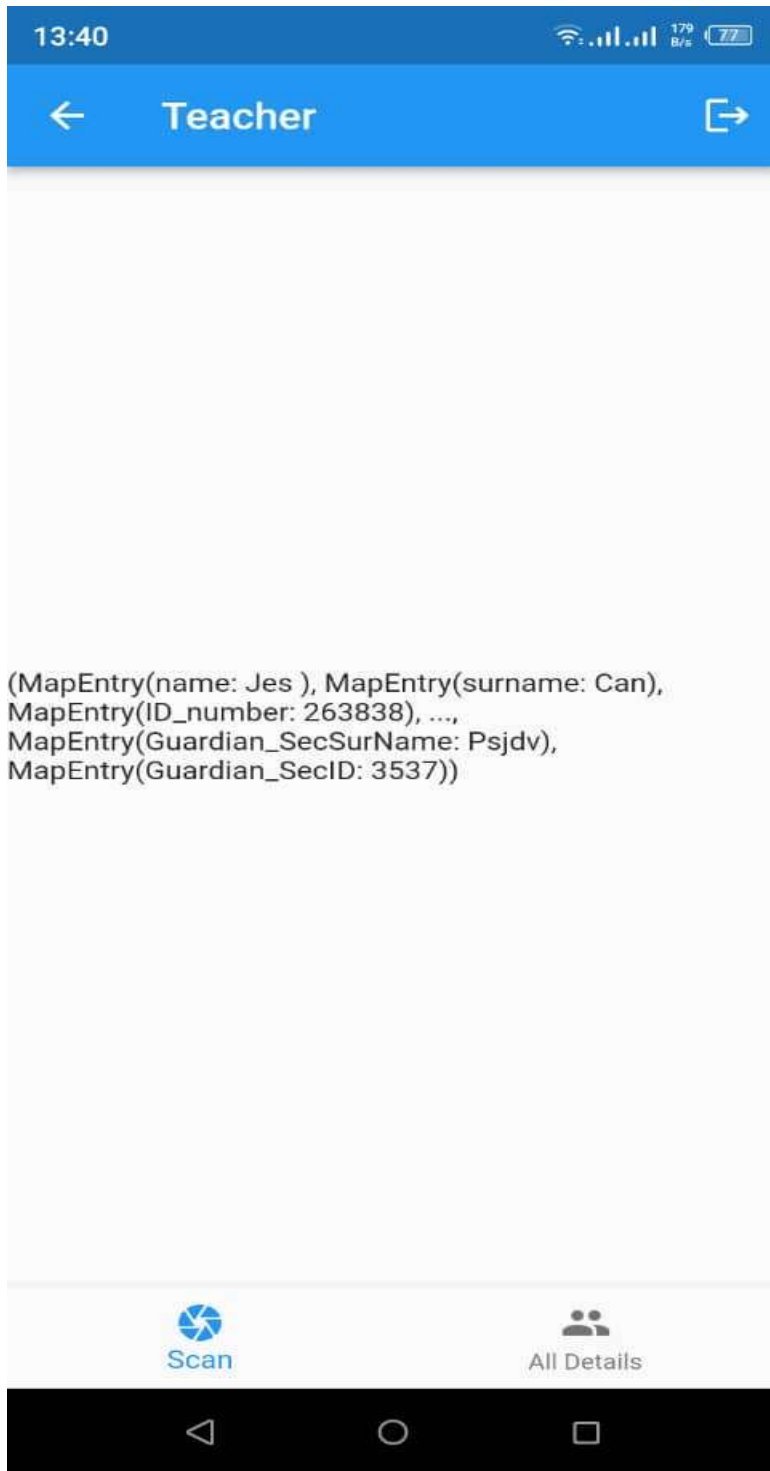 13:40
179
B/s
77
Teacher
(MapEntry(name: Jes ), MapEntry(surname: Can),
MapEntry(ID_number: 263838), ...,
MapEntry(Guardian_SecSurName: Psjdv),
MapEntry(Guardian_SecID: 3537))
Scan
All Details